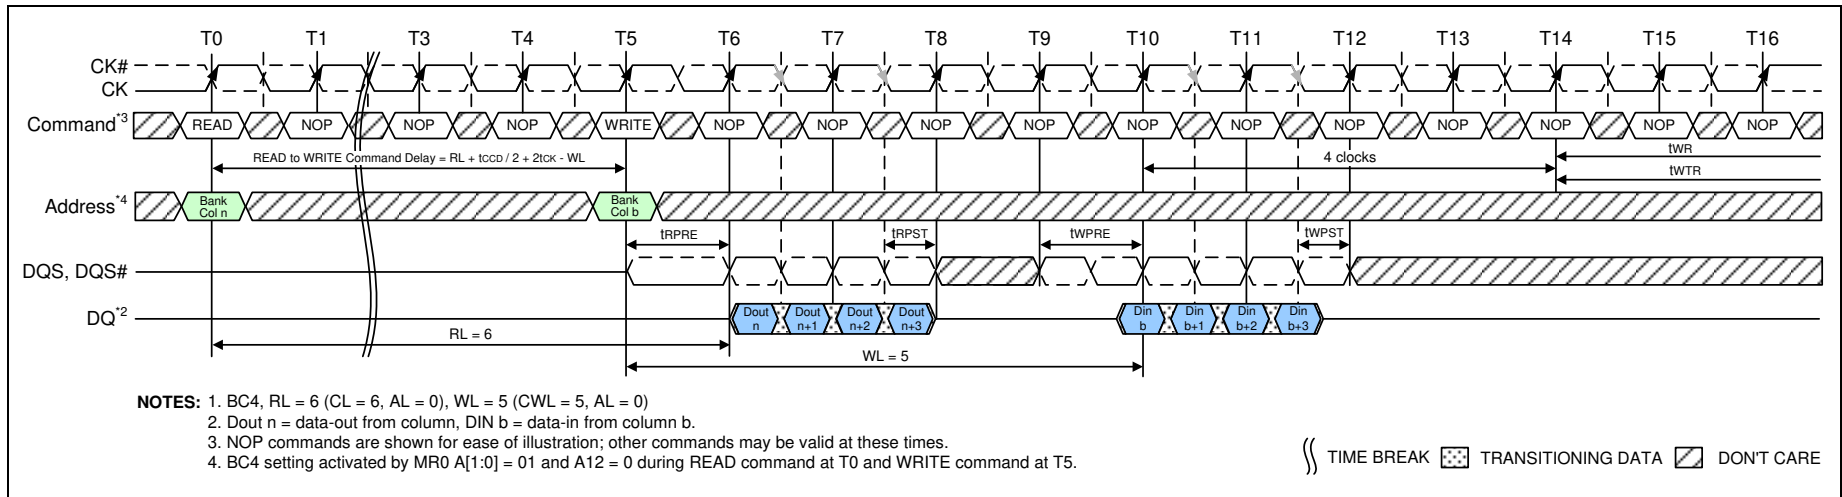 T0 T1 T3 T4 T5 T6 T7 T8 T9 T10 T11 T12 T13 T14 T15 T16
CK#
CK
Command*3 READ NOP NOP NOP WRITE NOP NOP NOP NOP NOP NOP NOP NOP NOP NOP NOP
READ to WRITE Command Delay = RL + tCCD / 2 + 2tCK - WL
4 clocks
tWR
tWTR
Address*4
Bank
Col n
Bank
Col b
tRPRE tRPST tWPRE tWPST
DQS, DQS#
DQ*2
Dout
n
Dout
n+1
Dout
n+2
Dout
n+3
Din
b
Din
b+1
Din
b+2
Din
b+3
RL = 6
WL = 5
NOTES: 1. BC4, RL = 6 (CL = 6, AL = 0), WL = 5 (CWL = 5, AL = 0)
2. Dout n = data-out from column, DIN b = data-in from column b.
3. NOP commands are shown for ease of illustration; other commands may be valid at these times.
4. BC4 setting activated by MR0 A[1:0] = 01 and A12 = 0 during READ command at T0 and WRITE command at T5.
TIME BREAK TRANSITIONING DATA DON'T CARE